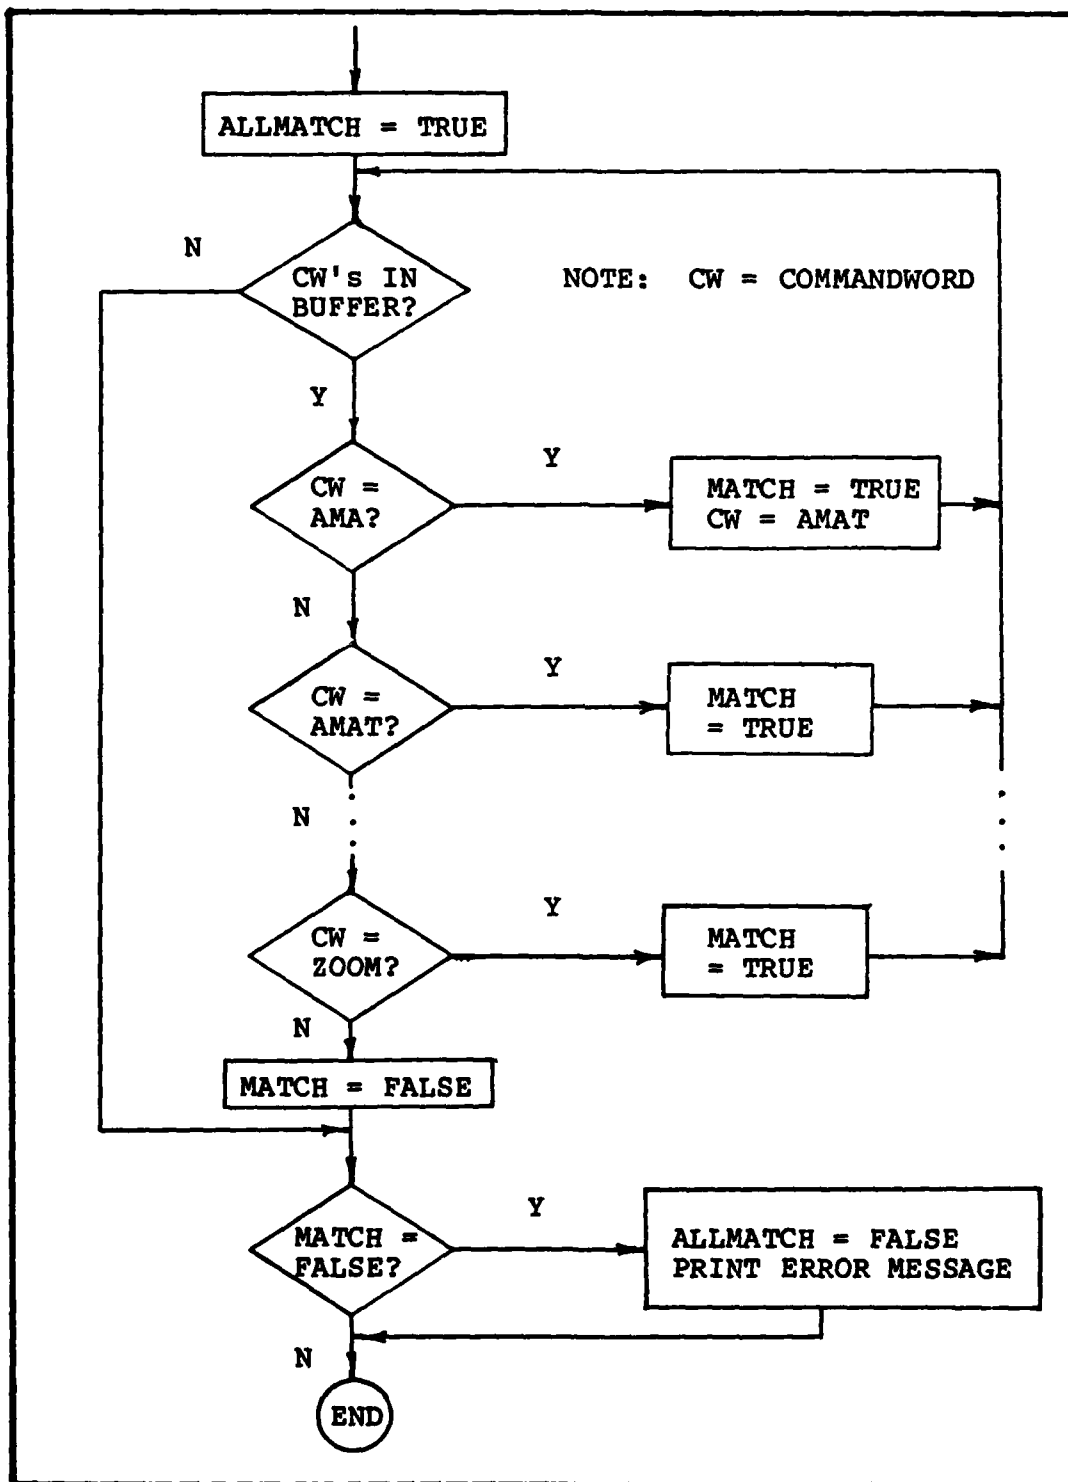 ALLMATCH = TRUE
N
CW's IN
BUFFER?
NOTE: CW = COMMANDWORD
Y
CW =
AMA?
Y
MATCH = TRUE
CW = AMAT
N
CW =
AMAT?
Y
MATCH
= TRUE
N
CW =
ZOOM?
Y
MATCH
= TRUE
N
MATCH = FALSE
MATCH =
FALSE?
Y
ALLMATCH = FALSE
PRINT ERROR MESSAGE
N
END